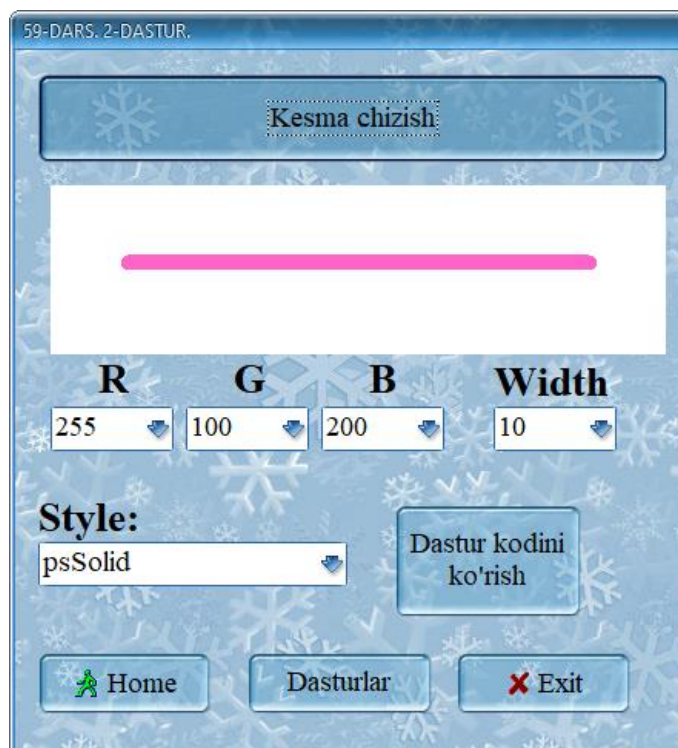 59-DARS. 2-DASTUR.
Kesma chizish
R G B Width
255 100 200 10
Style:
psSolid
Dastur kodini
ko'rish
Home Dasturlar Exit